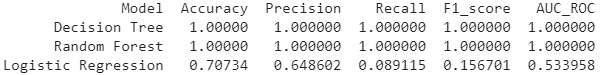 Model Accuracy Precision Recall F1_score AUC_ROC
Decision Tree 1.00000 1.000000 1.000000 1.000000 1.000000
Random Forest 1.00000 1.000000 1.000000 1.000000 1.000000
Logistic Regression 0.70734 0.648602 0.089115 0.156701 0.533958